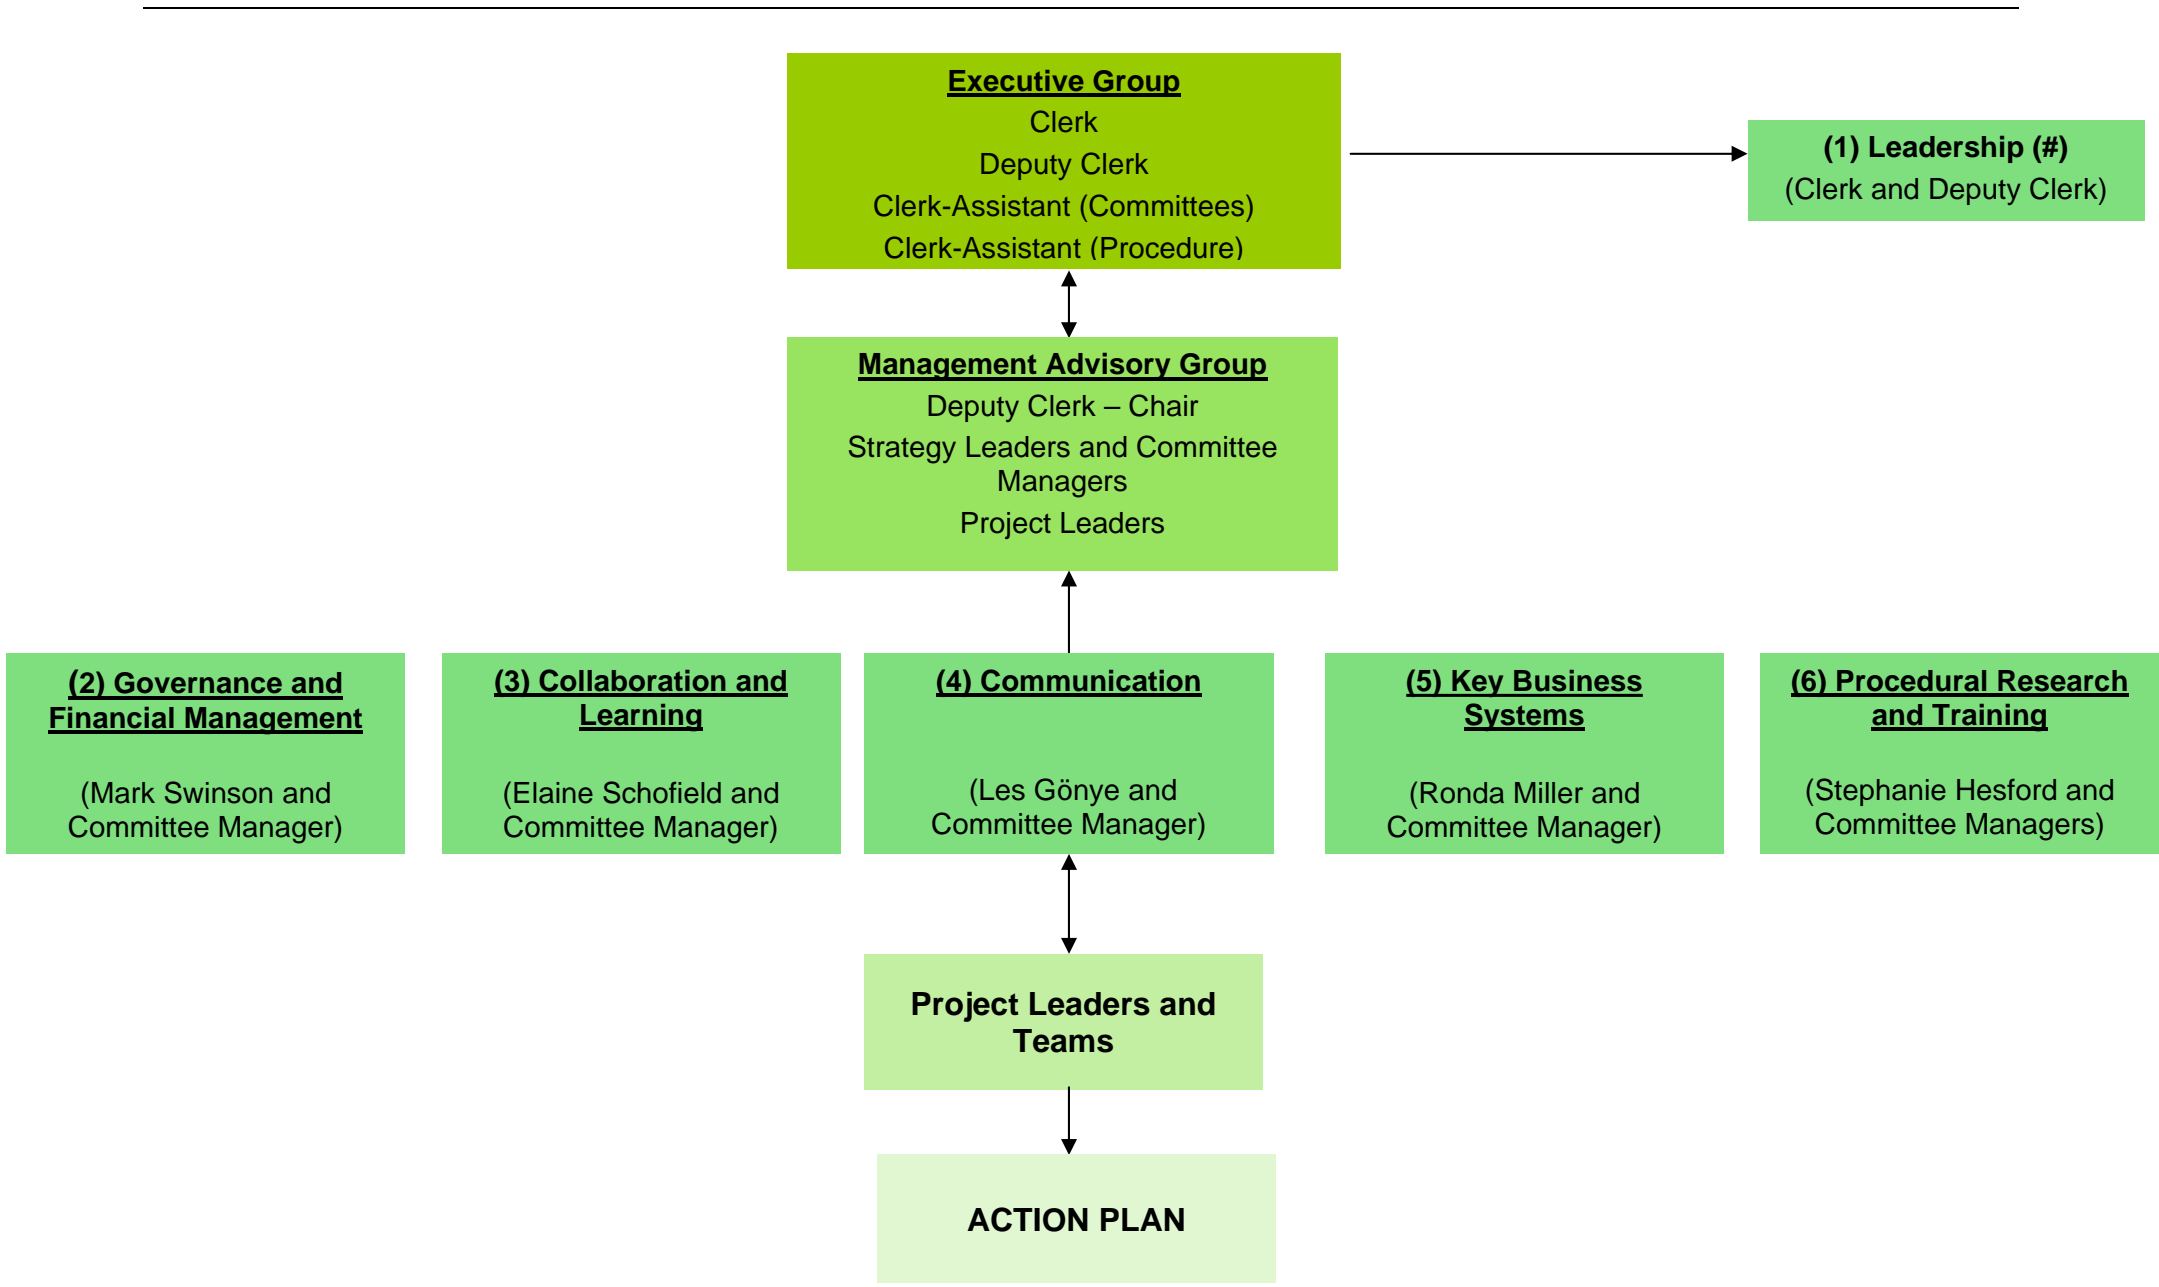 Executive Group
Clerk
Deputy Clerk
Clerk-Assistant (Committees)
Clerk-Assistant (Procedure)
(1) Leadership (#)
(Clerk and Deputy Clerk)
Management Advisory Group
Deputy Clerk – Chair
Strategy Leaders and Committee
Managers
Project Leaders
(2) Governance and
Financial Management
(Mark Swinson and
Committee Manager)
(3) Collaboration and
Learning
(Elaine Schofield and
Committee Manager)
(4) Communication
(Les Gönye and
Committee Manager)
(5) Key Business
Systems
(Ronda Miller and
Committee Manager)
(6) Procedural Research
and Training
(Stephanie Hesford and
Committee Managers)
Project Leaders and
Teams
ACTION PLAN